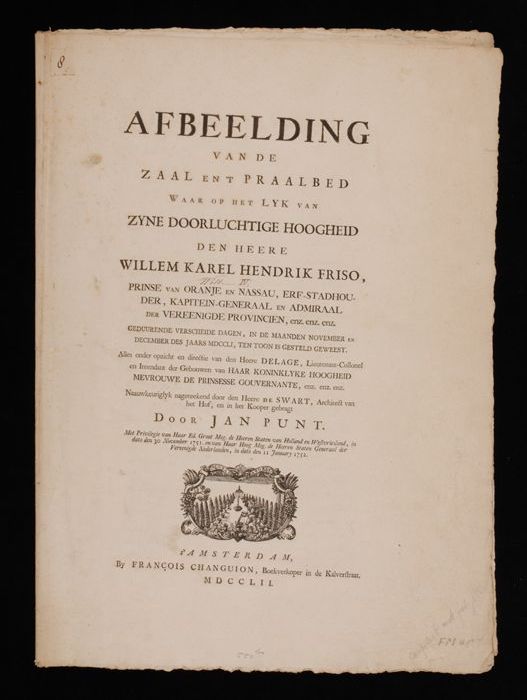 8
AFBEELDING
VAN DE
ZAAL EN 'T PRAALBED
WAAR OP HET LYK VAN
ZYNE DOORLUCHTIGE HOOGHEID
DEN HEERE
WILLEM KAREL HENDRIK FRISO,
PRINSE VAN ORANJE EN NASSAU, ERF-STADHOU-
DER, KAPITEIN-GENERAAL EN ADMIRAAL
DER VEREENIGDE PROVINCIEN, enz. enz. enz.
GEDUURENDE VERSCHEIDE DAGEN, IN DE MAANDEN NOVEMBER EN
DECEMBER DES JAARS MDCCLI, TEN TOON IS GESTELD GEWEEST.
Alles onder opzicht en directie van den Heere DELAGE, Lieutenant-Collonel
en Intendant der Gebouwen van HAAR KONINKLYKE HOOGHEID
MEVROUWE DE PRINSESSE GOUVERNANTE, enz. enz. enz.
Naauwkeuriglyk nagetekend door den Heere DE SWART, Architect van
het Hof, en in het Kooper gebragt
DOOR JAN PUNT.
Met Privilegie van Haar Ed. Groot Mog. de Heeren Staten van Holland en Westvriesland, in
dato den 30 November 1751. en van Haar Hoog Mog. de Heeren Staten Generaal der
Vereenigde Nederlanden, in dato den 11 January 1752.
t'AMSTERDAM,
By FRANÇOIS CHANGUION, Boekverkoper in de Kalverstraat.
MDCCLII.